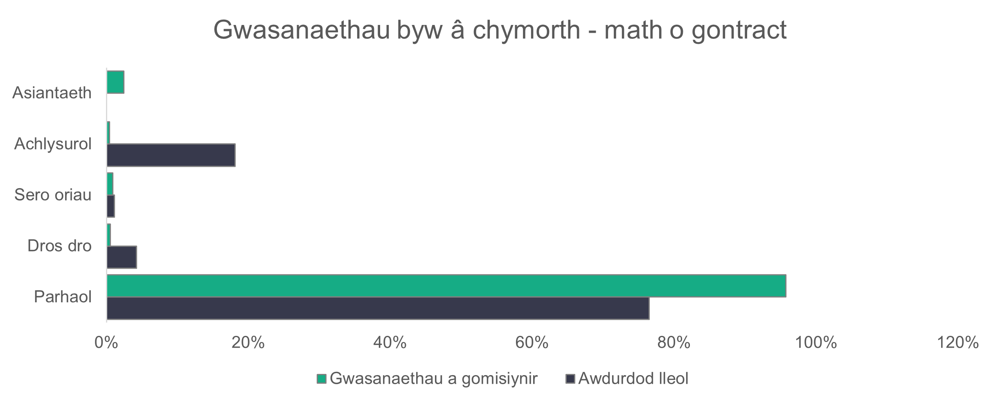 Gwasanaethau byw â chymorth - math o gontract
Asiantaeth
Achlysurol
Sero oriau
Dros dro
Parhaol
0% 20% 40% 60% 80% 100% 120%
Gwasanaethau a gomisiynir Awdurdod lleol